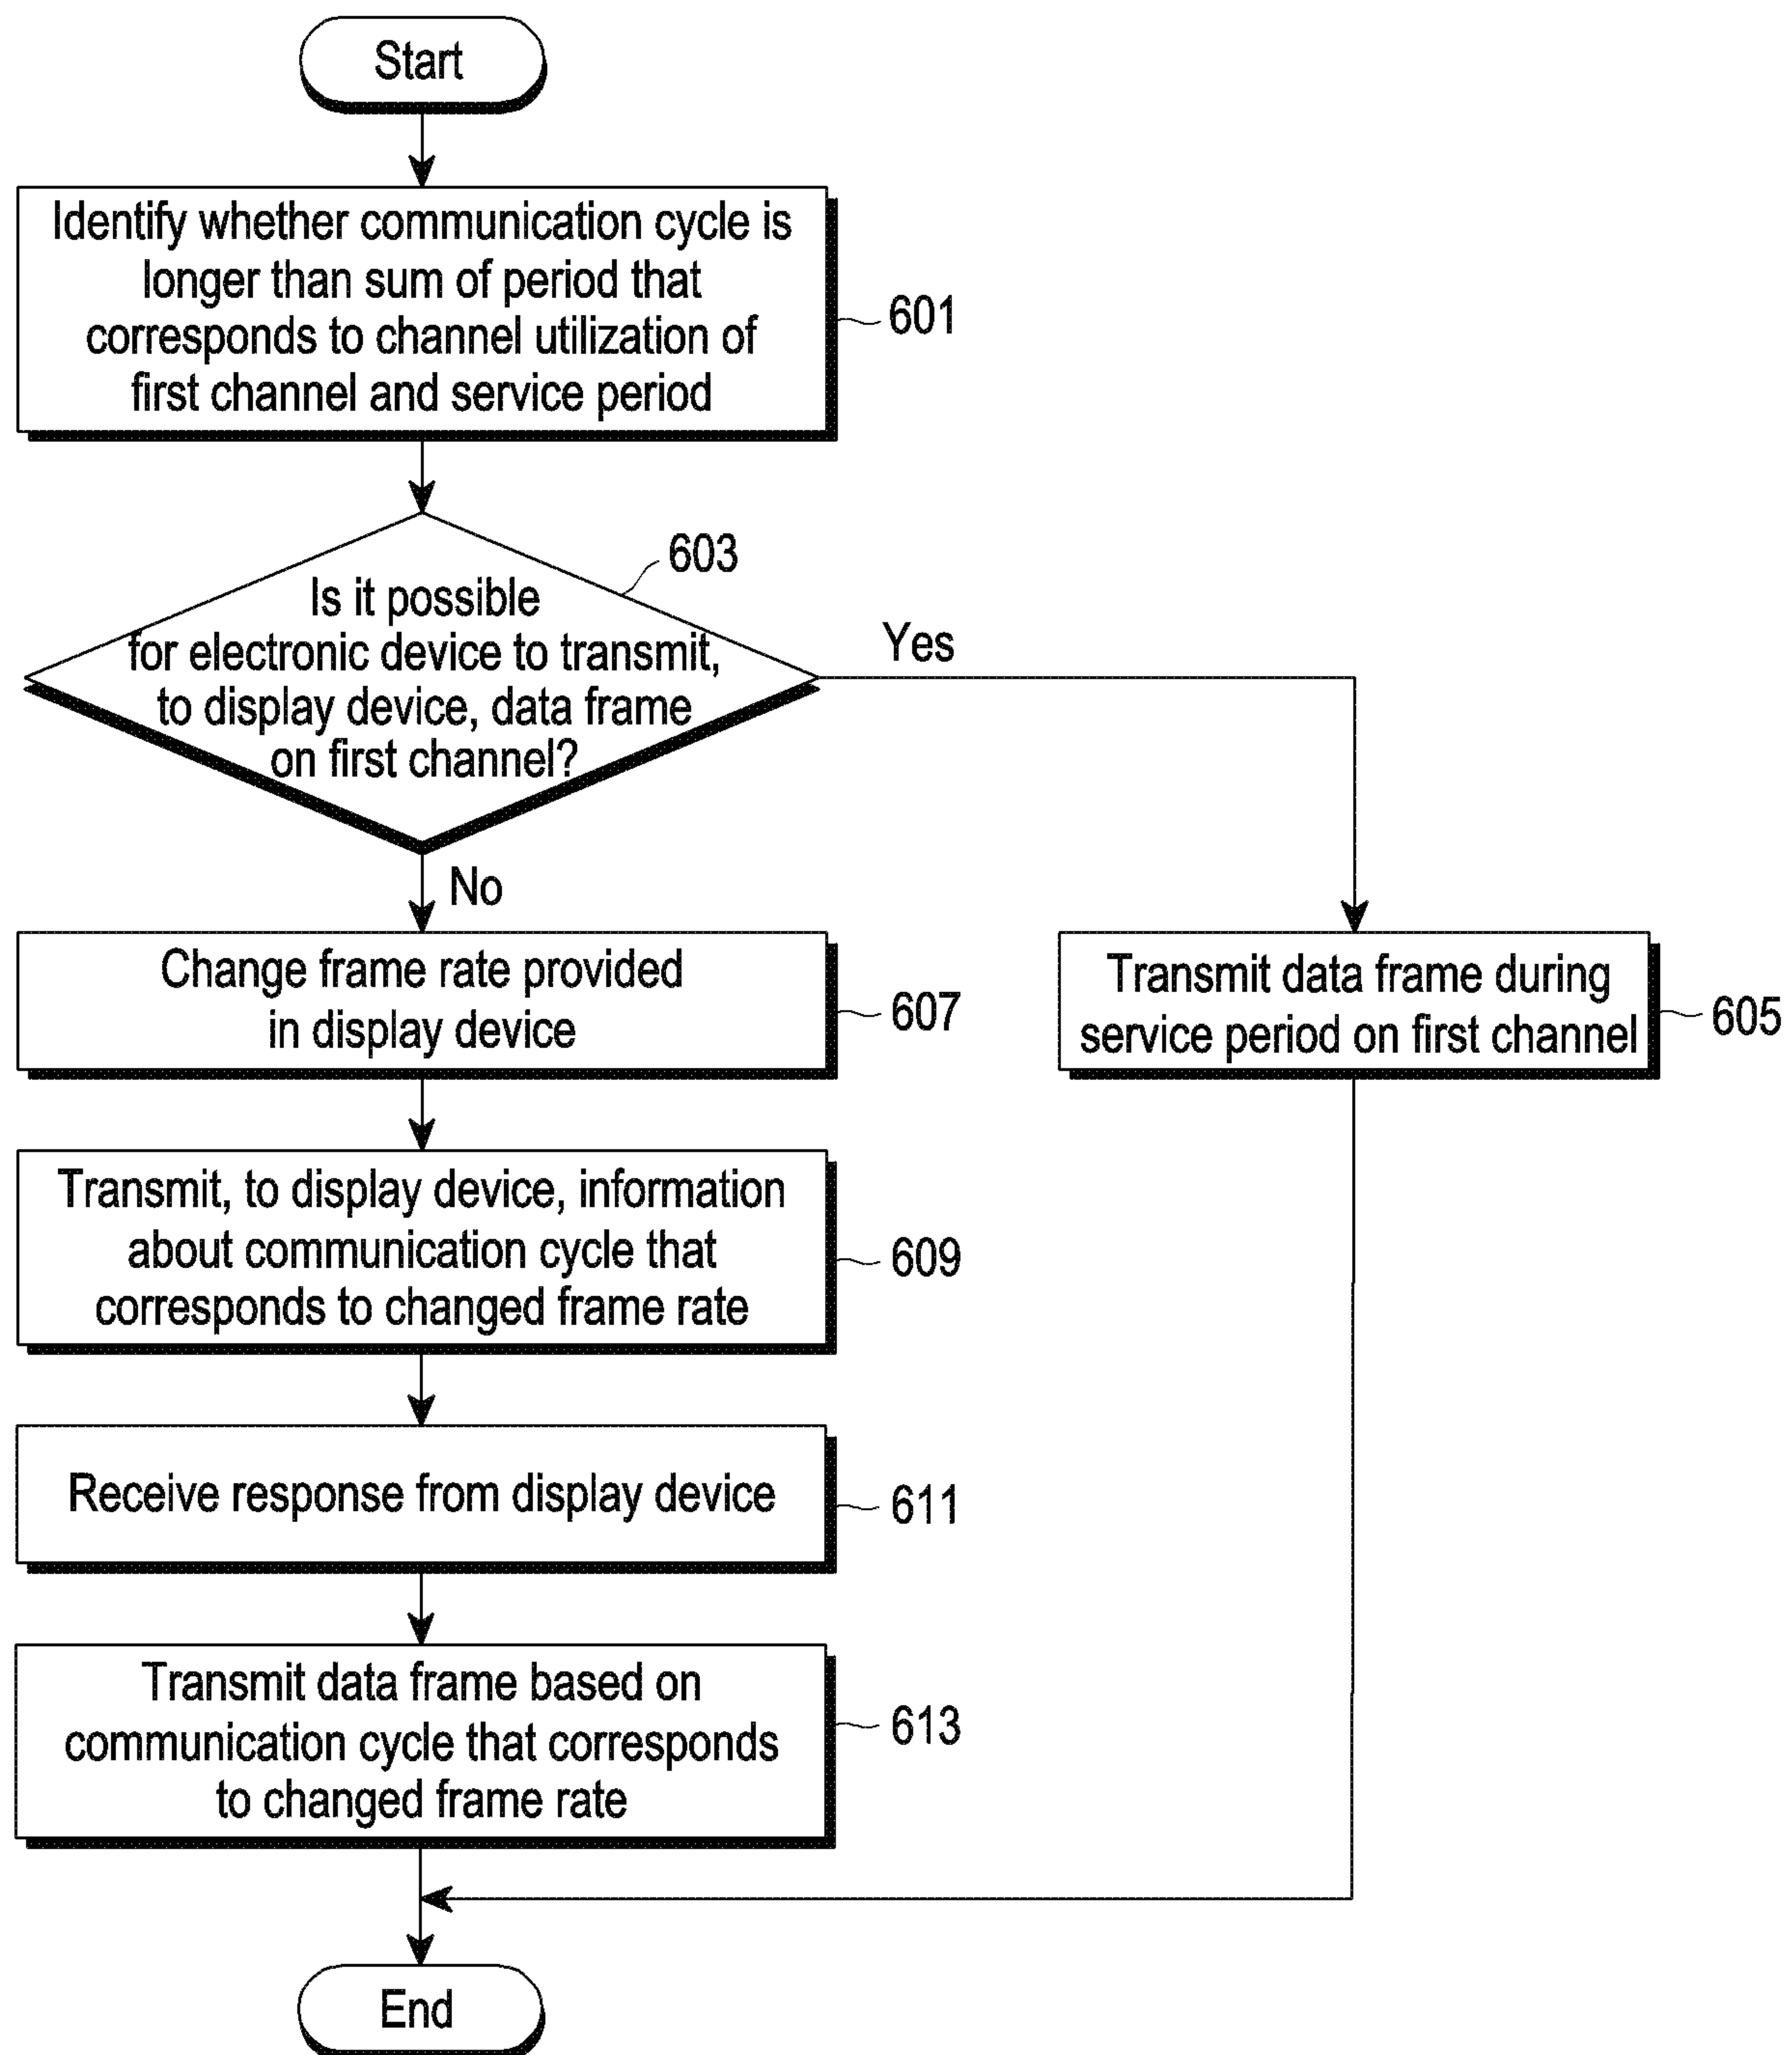 Start
Identify whether communication cycle is
longer than sum of period that
corresponds to channel utilization of
first channel and service period
601
603
Is it possible
for electronic device to transmit,
to display device, data frame
on first channel?
Yes
No
Change frame rate provided
in display device
607
Transmit data frame during
service period on first channel
605
Transmit, to display device, information
about communication cycle that
corresponds to changed frame rate
609
Receive response from display device
611
Transmit data frame based on
communication cycle that corresponds
to changed frame rate
613
End